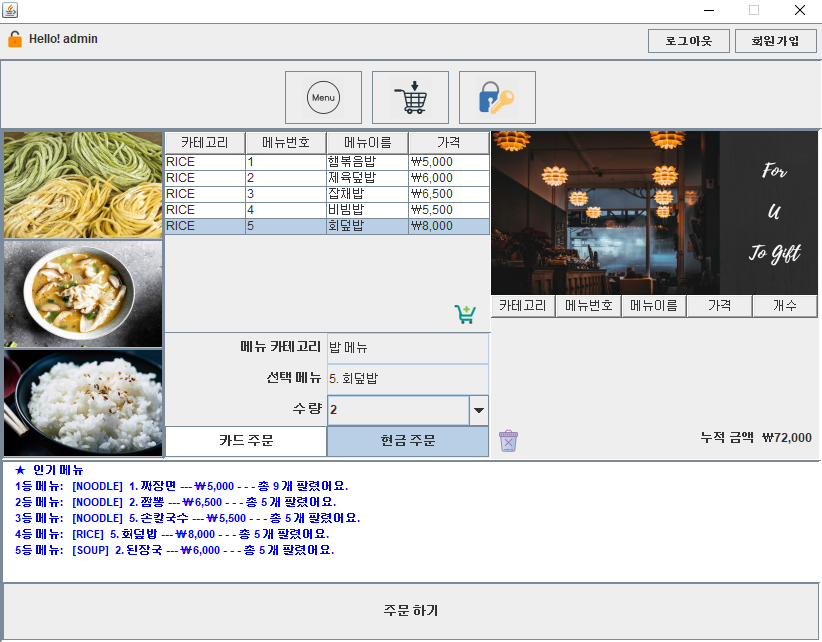 Hello! admin
로그아웃 회원가입
Menu
카테고리 메뉴번호 메뉴이름 가격
RICE 1 햄볶음밥 ₩5,000
RICE 2 제육덮밥 ₩6,000
RICE 3 잡채밥 ₩6,500
RICE 4 비빔밥 ₩5,500
RICE 5 회덮밥 ₩8,000
For
U
To Gift
카테고리 메뉴번호 메뉴이름 가격 개수
메뉴 카테고리 밥 메뉴
선택 메뉴 5. 회덮밥
수량 2
카드 주문 현금 주문
누적 금액 ₩72,000
★ 인기 메뉴
1등 메뉴: [NOODLE] 1. 짜장면 --- ₩5,000 - - - 총 9 개 팔렸어요.
2등 메뉴: [NOODLE] 2. 짬뽕 --- ₩6,500 - - - 총 5 개 팔렸어요.
3등 메뉴: [NOODLE] 5. 손칼국수 --- ₩5,500 - - - 총 5 개 팔렸어요.
4등 메뉴: [RICE] 5. 회덮밥 --- ₩8,000 - - - 총 5 개 팔렸어요.
5등 메뉴: [SOUP] 2. 된장국 --- ₩6,000 - - - 총 5 개 팔렸어요.
주문 하기